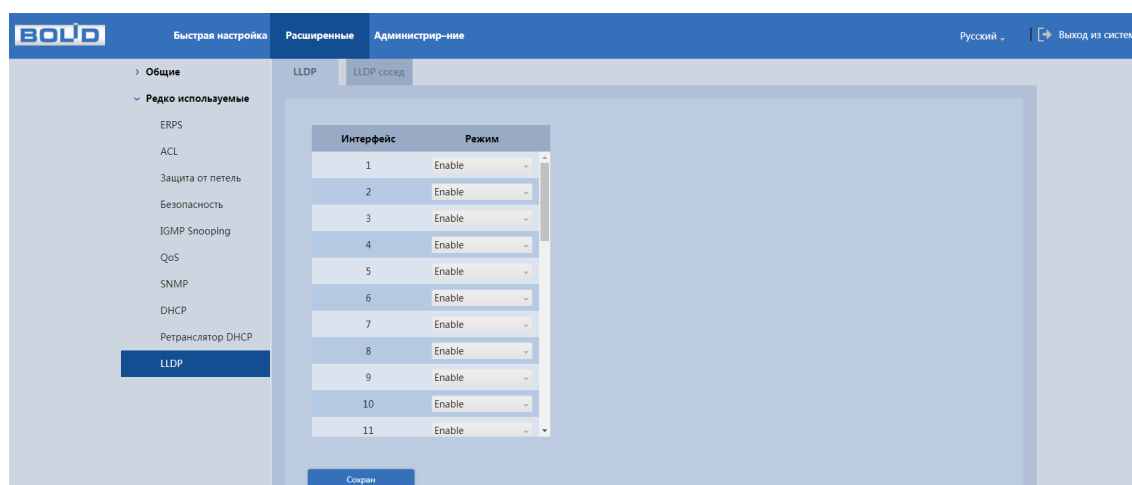 BOLID Быстрая настройка Расширенные Администрир-ние Русский Выход из систем
Общие
Редко используемые
ERPS
ACL
Защита от петель
Безопасность
IGMP Snooping
QoS
SNMP
DHCP
Ретранслятор DHCP
LLDP
LLDP LLDP сосед
Интерфейс Режим
1 Enable
2 Enable
3 Enable
4 Enable
5 Enable
6 Enable
7 Enable
8 Enable
9 Enable
10 Enable
11 Enable
Сохран